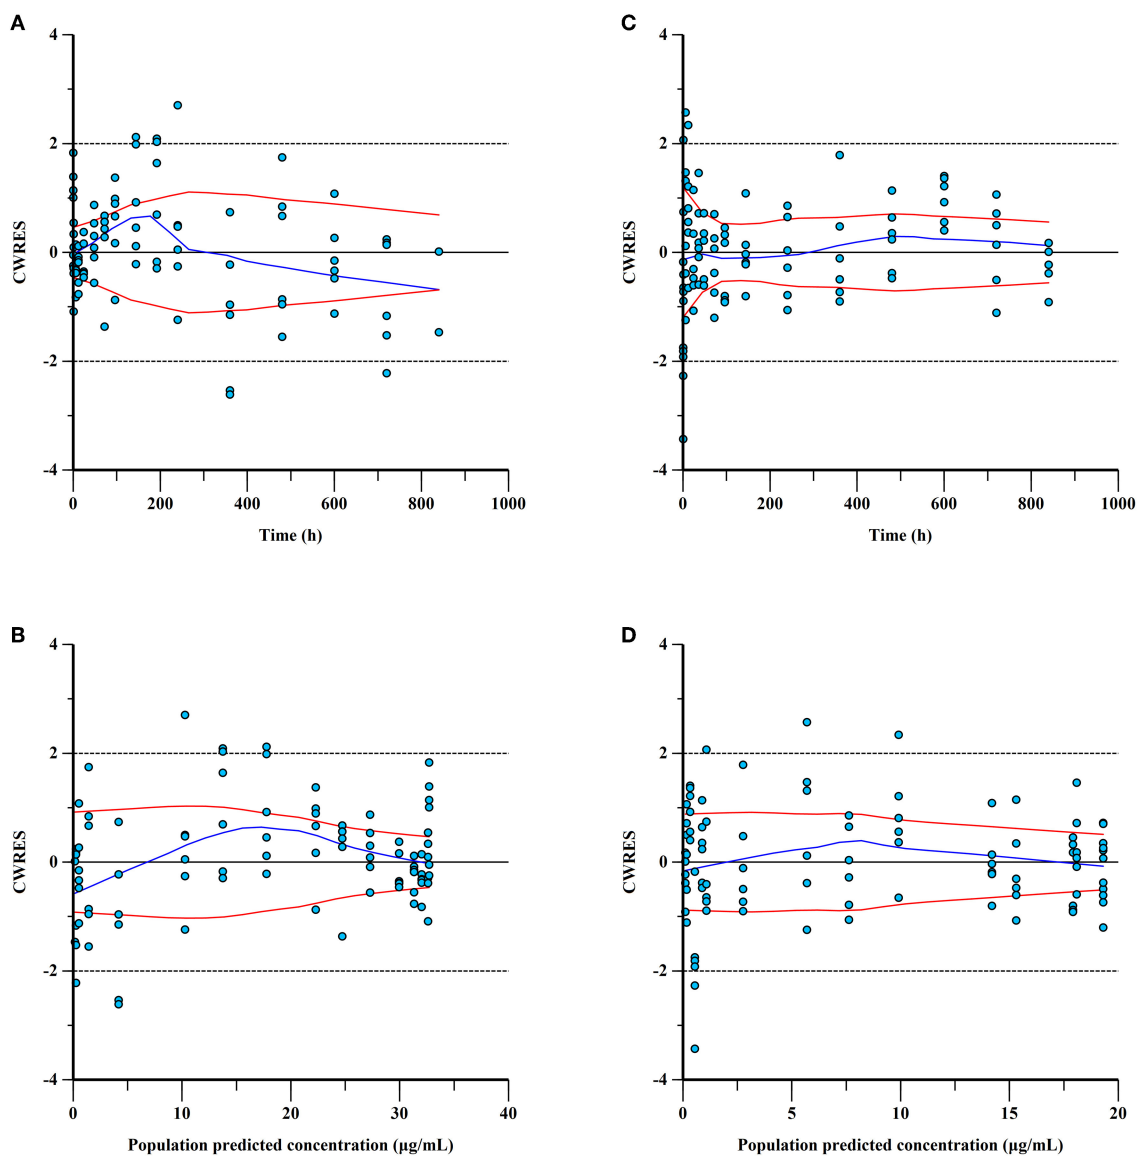 A
CWRES
4
2
0
-2
-4
0 200 400 600 800 1000
Time (h)
C
CWRES
4
2
0
-2
-4
0 200 400 600 800 1000
Time (h)
B
CWRES
4
2
0
-2
-4
0 10 20 30 40
Population predicted concentration (μg/mL)
D
CWRES
4
2
0
-2
-4
0 5 10 15 20
Population predicted concentration (μg/mL)